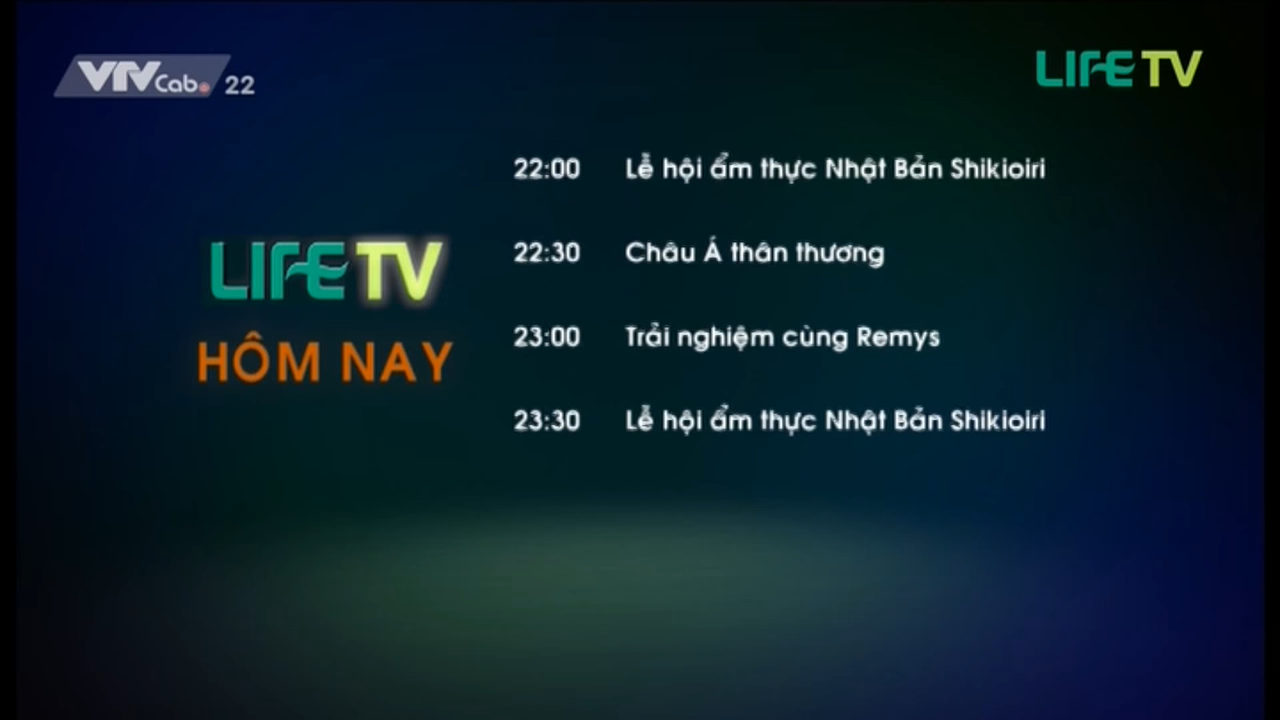 VTVCab 22
LIFE TV
22:00 Lễ hội ẩm thực Nhật Bản Shikioiri
22:30 Châu Á thân thương
LIFE TV
HÔM NAY
23:00 Trải nghiệm cùng Remys
23:30 Lễ hội ẩm thực Nhật Bản Shikioiri